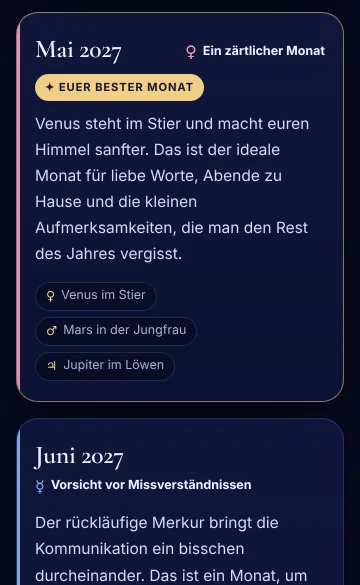 Mai 2027
♀ Ein zärtlicher Monat
✦ EUER BESTER MONAT
Venus steht im Stier und macht euren
Himmel sanfter. Das ist der ideale
Monat für liebe Worte, Abende zu
Hause und die kleinen
Aufmerksamkeiten, die man den Rest
des Jahres vergisst.
♀ Venus im Stier
♂ Mars in der Jungfrau
♃ Jupiter im Löwen
Juni 2027
☿ Vorsicht vor Missverständnissen
Der rückläufige Merkur bringt die
Kommunikation ein bisschen
durcheinander. Das ist ein Monat, um